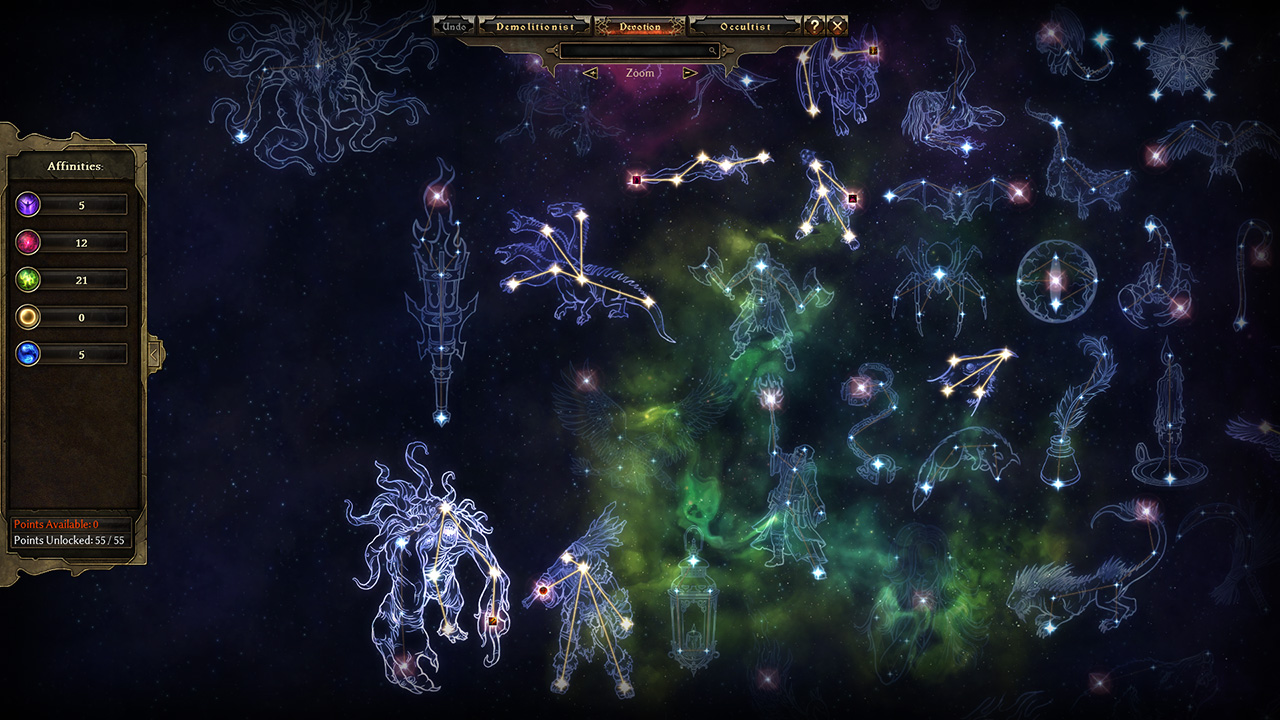 Undo Demolitionist Devotion Occultist ? X
Zoom
Affinities:
5
12
21
0
5
Points Available: 0
Points Unlocked: 55 / 55